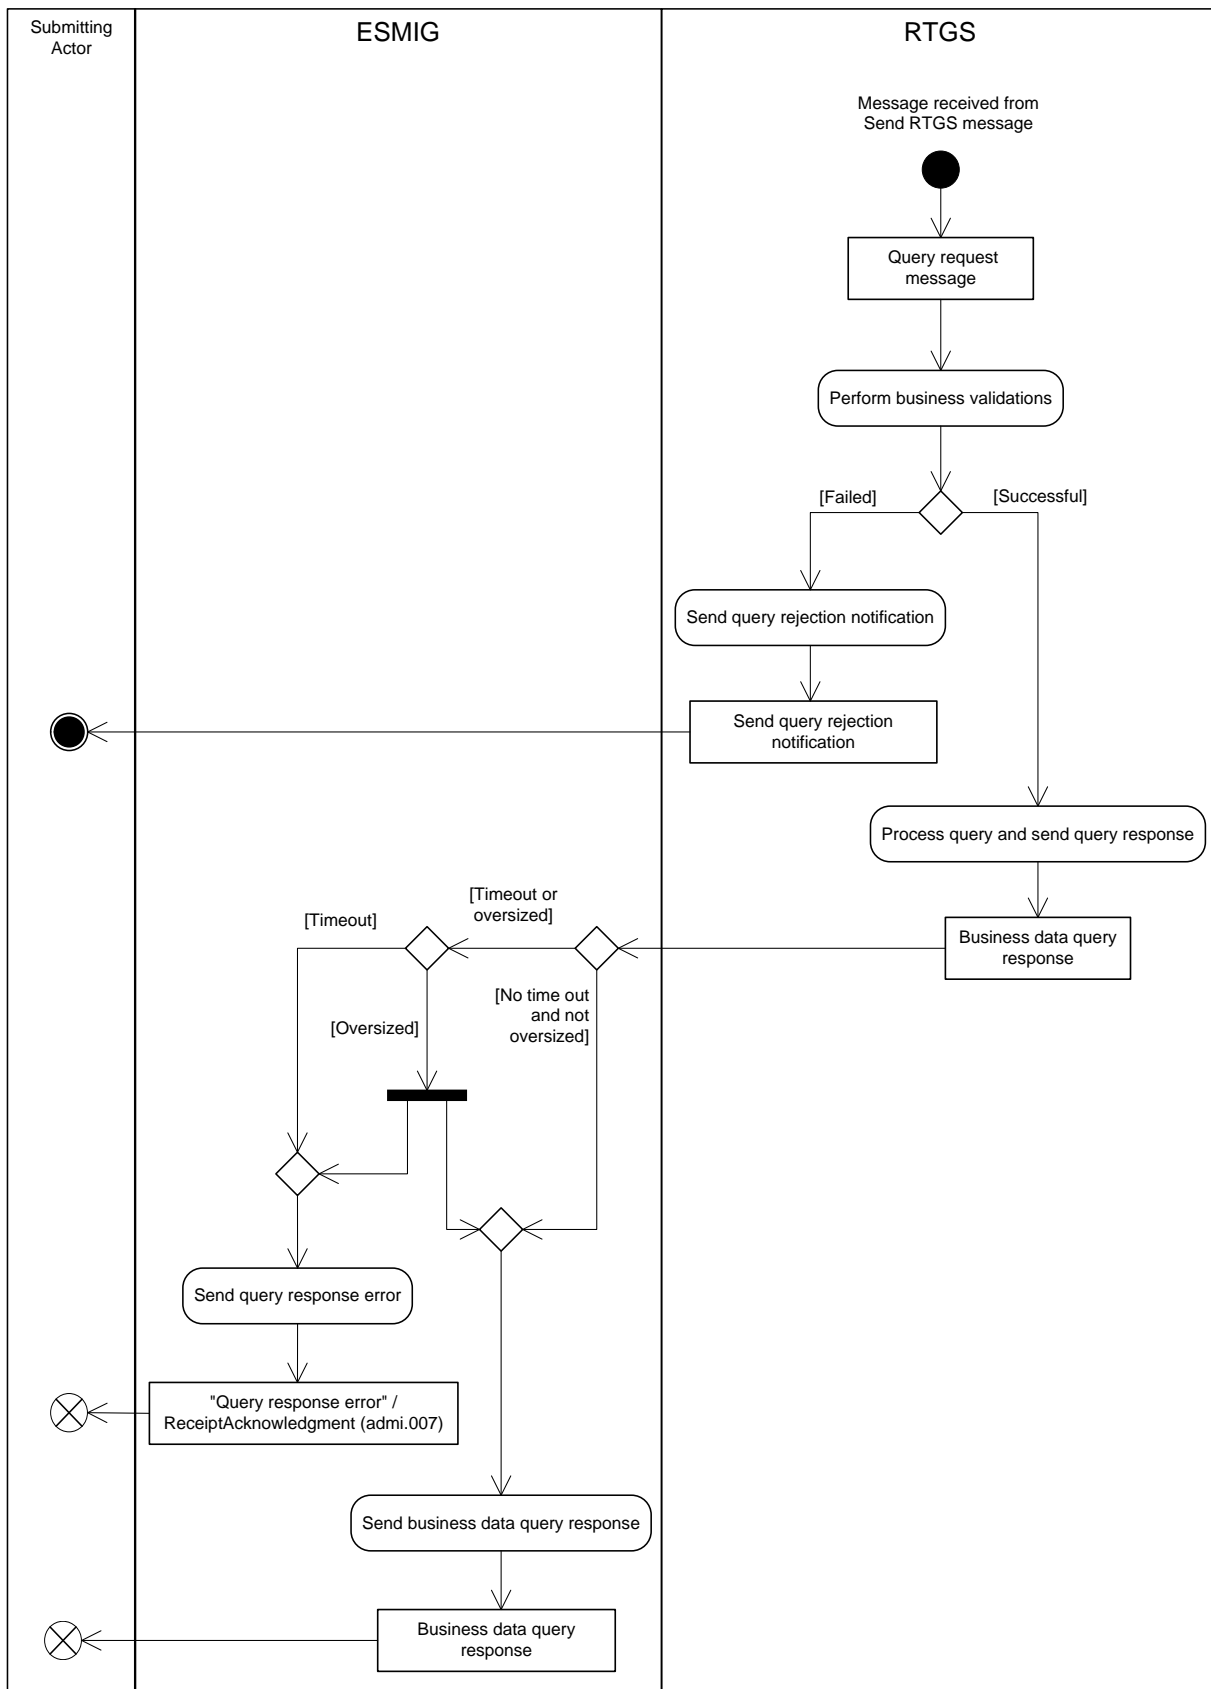 Submitting
Actor
ESMIG
RTGS
Message received from
Send RTGS message
Query request
message
Perform business validations
[Failed]
[Successful]
Send query rejection notification
Send query rejection
notification
Process query and send query response
Business data query
response
[Timeout or
oversized]
[Timeout]
[No time out
and not
oversized]
[Oversized]
Send query response error
"Query response error" /
ReceiptAcknowledgment (admi.007)
Send business data query response
Business data query
response